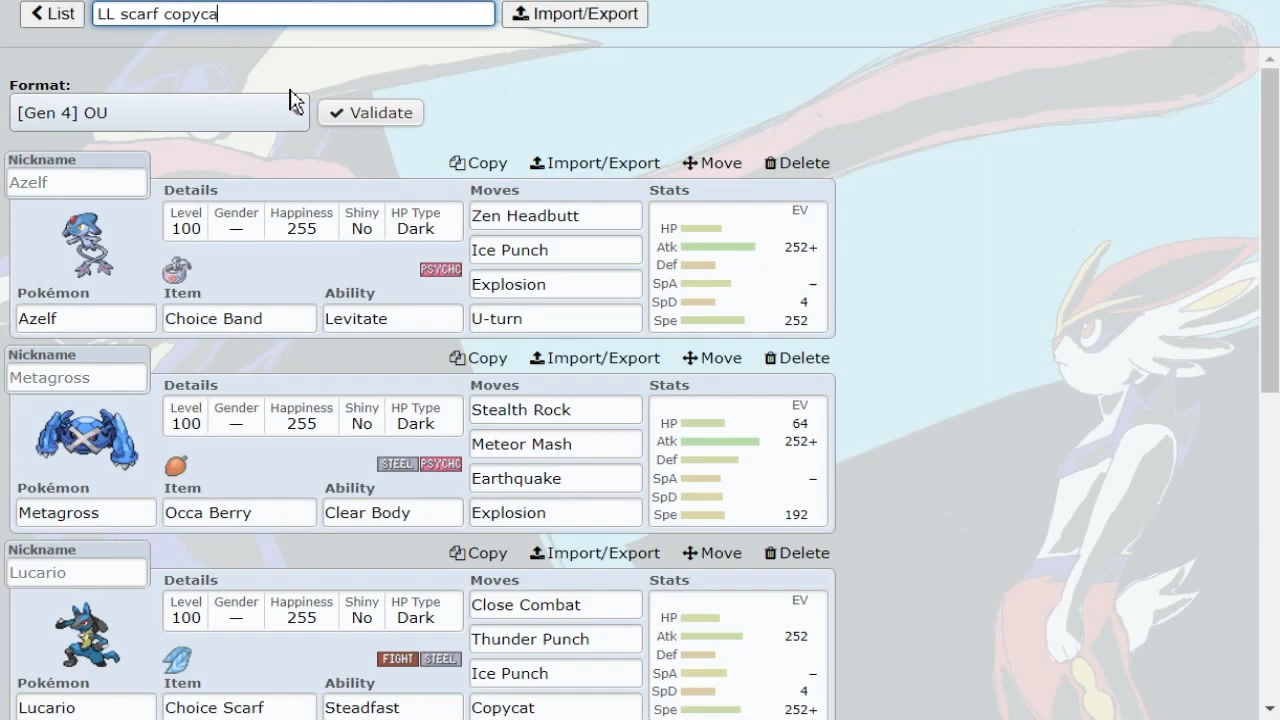 List LL scarf copyca Import/Export
Format:
[Gen 4] OU Validate
Nickname Copy Import/Export Move Delete
Azelf Details Moves Stats
Level Gender Happiness Shiny HP Type Zen Headbutt EV
100 — 255 No Dark HP
Ice Punch Atk 252+
PSYCHC Def
Explosion SpA –
Pokémon Item Ability SpD 4
Azelf Choice Band Levitate U-turn Spe 252
Nickname Copy Import/Export Move Delete
Metagross Details Moves Stats
Level Gender Happiness Shiny HP Type Stealth Rock EV
100 — 255 No Dark HP 64
Meteor Mash Atk 252+
STEEL PSYCHC Def
Earthquake SpA –
Pokémon Item Ability SpD
Metagross Occa Berry Clear Body Explosion Spe 192
Nickname Copy Import/Export Move Delete
Lucario Details Moves Stats
Level Gender Happiness Shiny HP Type Close Combat EV
100 — 255 No Dark HP
Thunder Punch Atk 252
FIGHT STEEL Def
Ice Punch SpA –
Pokémon Item Ability SpD 4
Lucario Choice Scarf Steadfast Copycat Spe 252+